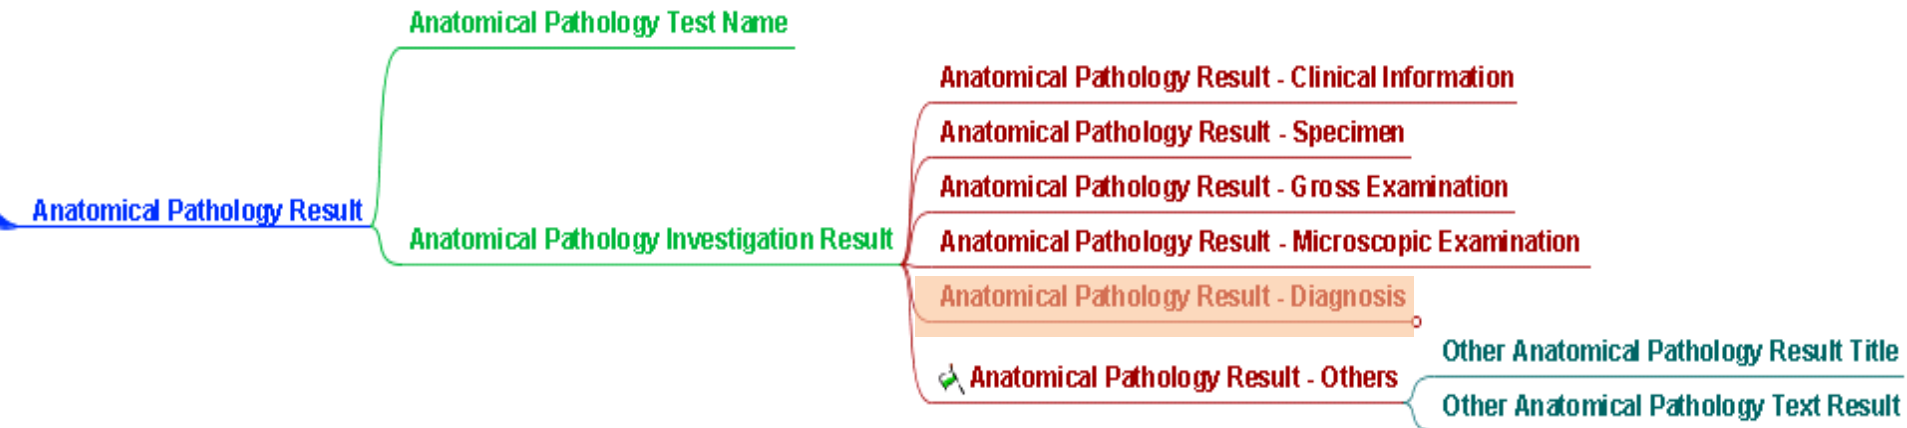 Anatomical Pathology Test Name
Anatomical Pathology Result - Clinical Information
Anatomical Pathology Result - Specimen
Anatomical Pathology Result - Gross Examination
Anatomical Pathology Result
Anatomical Pathology Investigation Result
Anatomical Pathology Result - Microscopic Examination
Anatomical Pathology Result - Diagnosis
Other Anatomical Pathology Result Title
Anatomical Pathology Result - Others
Other Anatomical Pathology Text Result